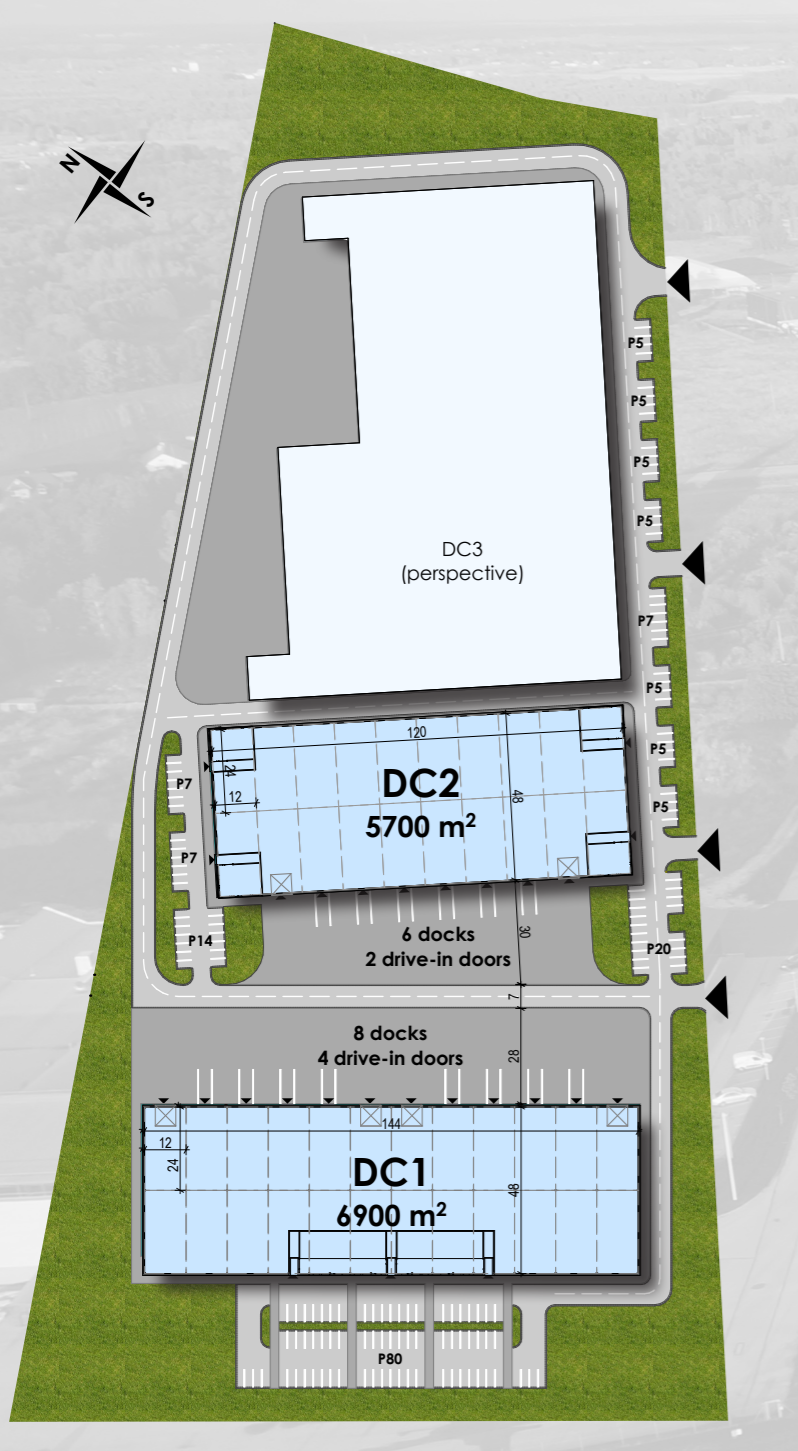 N
S
P5
P5
P5
P5
DC3
(perspective)
P7
P5
120
P5
24
DC2
P7
12
48
P5
5700 m²
P7
6 docks
30
P14
2 drive-in doors
P20
7
8 docks
28
4 drive-in doors
144
12
24
DC1
48
6900 m²
P80